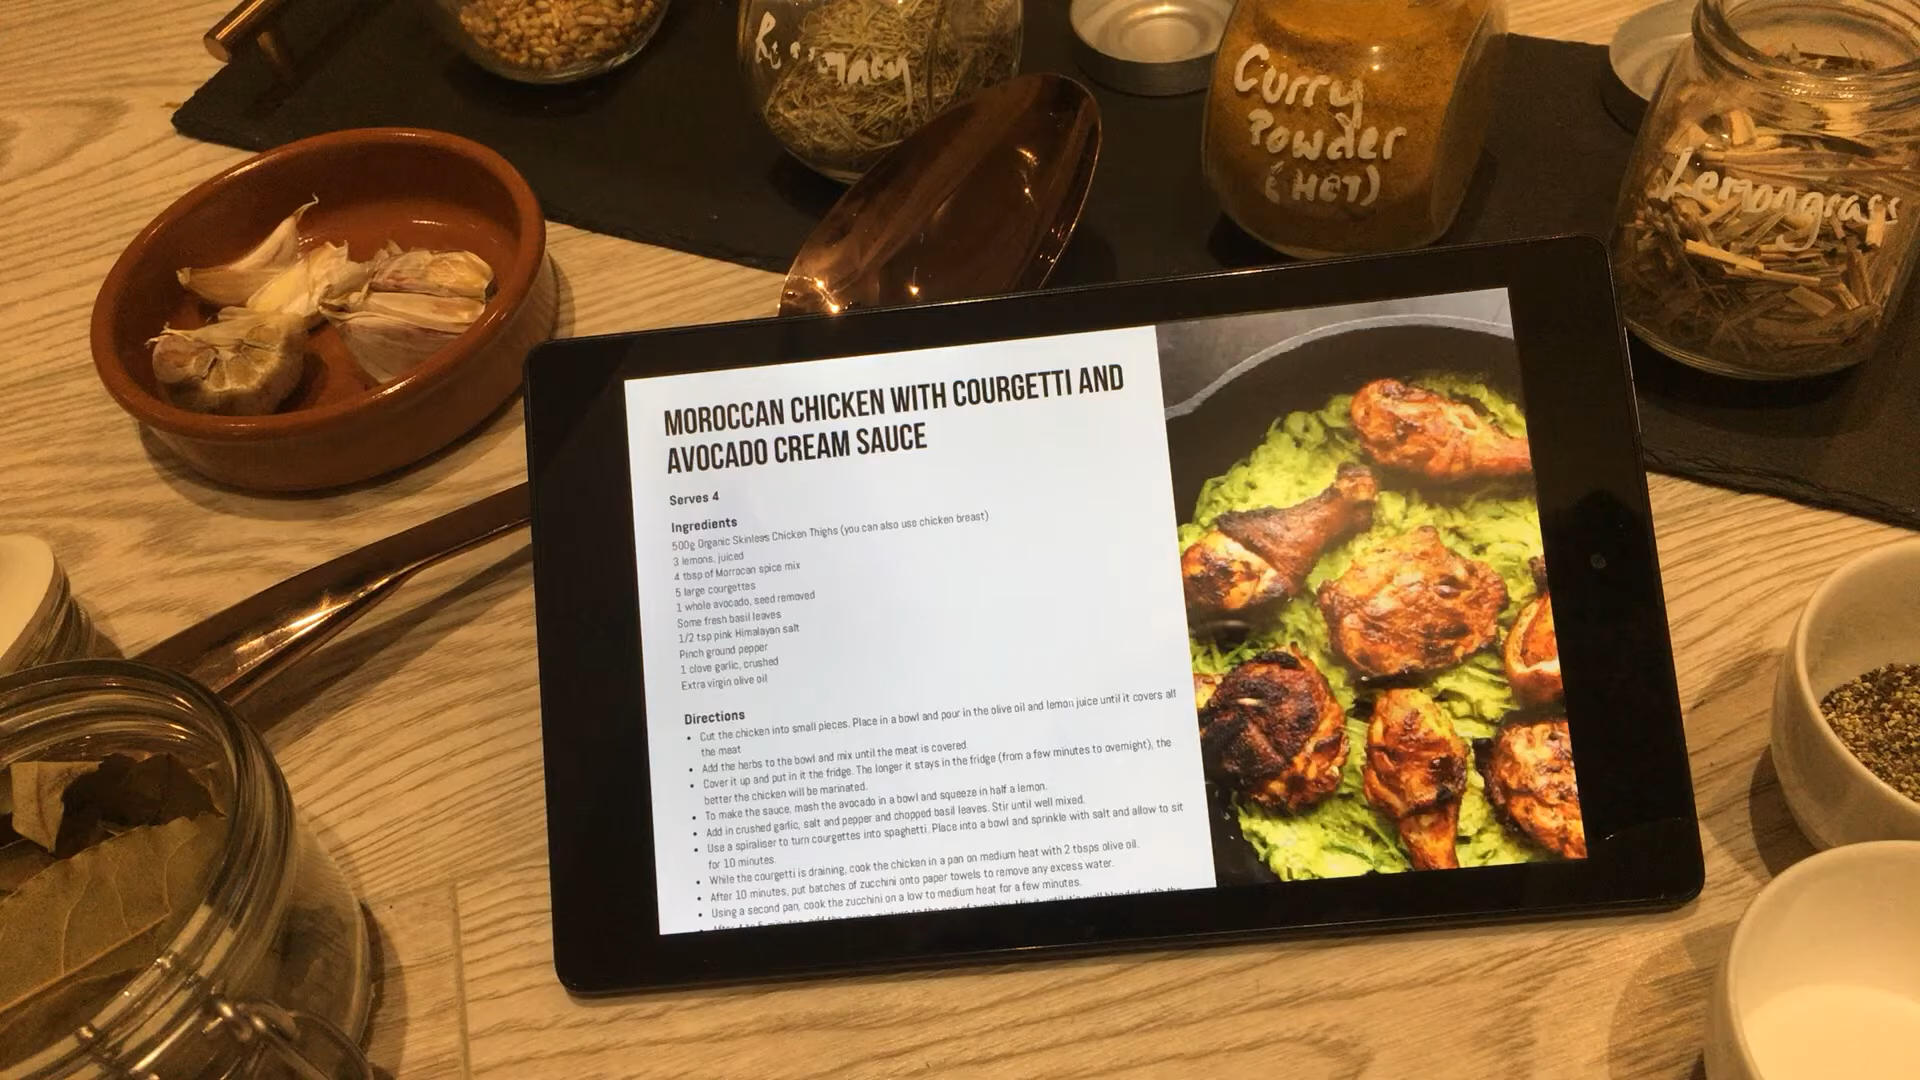 Rosemary
Curry
Powder
(HOT)
Lemongrass
MOROCCAN CHICKEN WITH COURGETTI AND
AVOCADO CREAM SAUCE
Serves 4
Ingredients
500g Organic Skinless Chicken Thighs (you can also use chicken breast)
3 lemons, juiced
4 tbsp of Morrocan spice mix
5 large courgettes
1 whole avocado, seed removed
Some fresh basil leaves
1/2 tsp pink Himalayan salt
Pinch ground pepper
1 clove garlic, crushed
Extra virgin olive oil
Directions
• Cut the chicken into small pieces. Place in a bowl and pour in the olive oil and lemon juice until it covers all
the meat
• Add the herbs to the bowl and mix until the meat is covered
• Cover it up and put in it the fridge. The longer it stays in the fridge (from a few minutes to overnight), the
better the chicken will be marinated.
• To make the sauce, mash the avocado in a bowl and squeeze in half a lemon.
• Add in crushed garlic, salt and pepper and chopped basil leaves. Stir until well mixed.
• Use a spiraliser to turn courgettes into spaghetti. Place into a bowl and sprinkle with salt and allow to sit
for 10 minutes.
• While the courgetti is draining, cook the chicken in a pan on medium heat with 2 tbsps olive oil.
• After 10 minutes, put batches of zucchini onto paper towels to remove any excess water.
• Using a second pan, cook the zucchini on a low to medium heat for a few minutes.